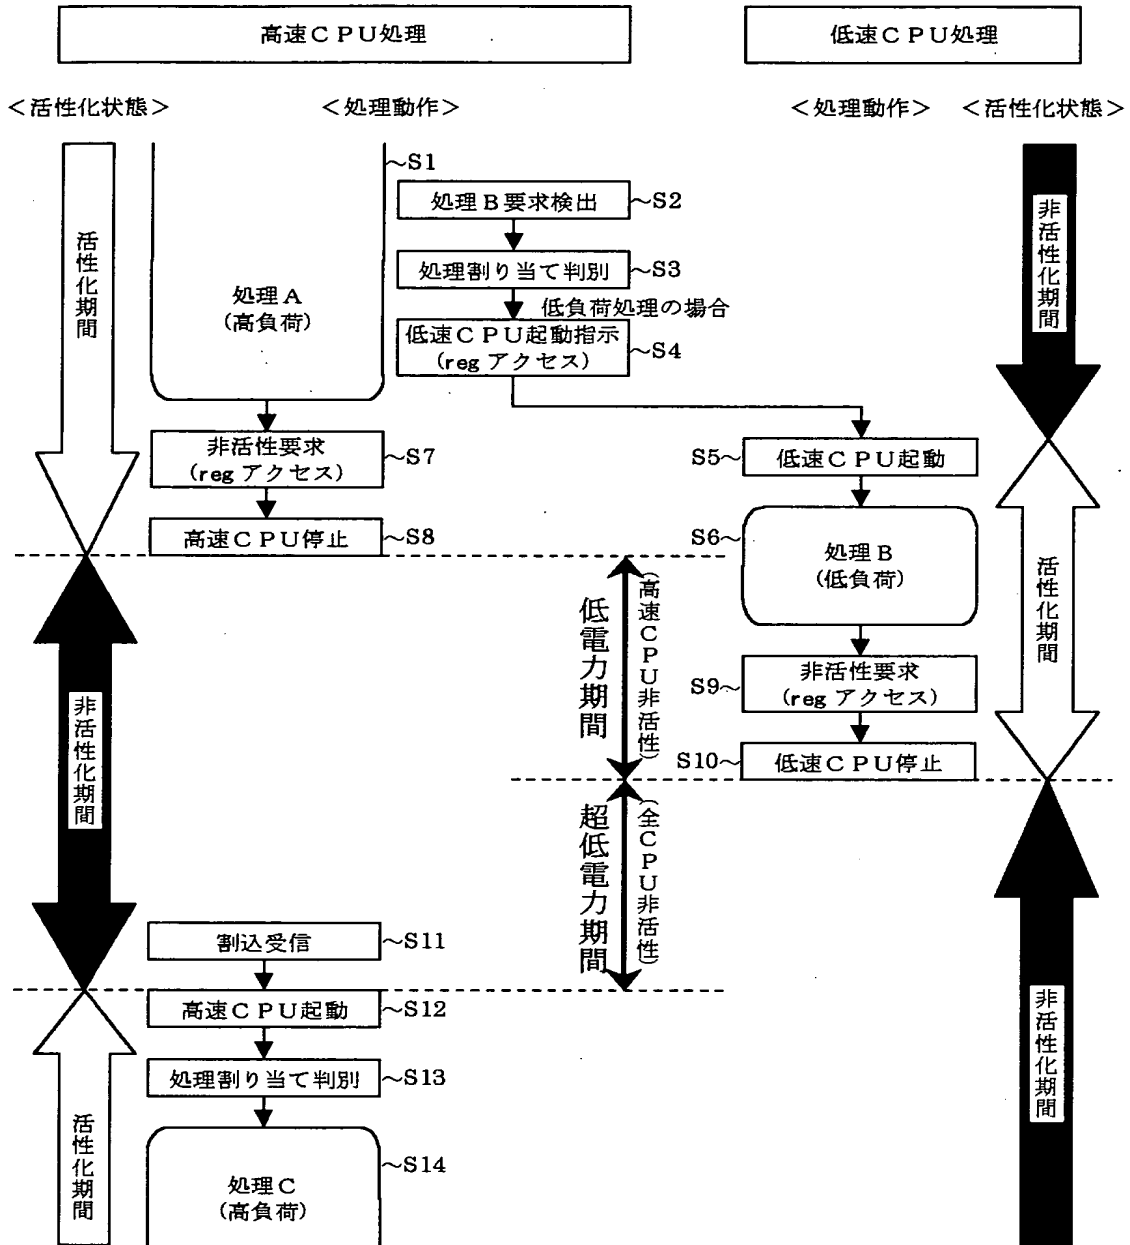 高速CPU処理
低速CPU処理
<活性化状態>
<処理動作>
<処理動作>
<活性化状態>
~S1
処理B要求検出
~S2
処理割り当て判別
~S3
低負荷処理の場合
低速CPU起動指示
(regアクセス)
~S4
処理A
(高負荷)
活性化期間
非活性化期間
非活性要求
(regアクセス)
~S7
高速CPU停止
~S8
S5~
低速CPU起動
S6~
処理B
(低負荷)
活性化期間
低電力期間
(高速CPU非活性)
S9~
非活性要求
(regアクセス)
S10~
低速CPU停止
非活性化期間
超低電力期間
(全CPU非活性)
割込受信
~S11
高速CPU起動
~S12
処理割り当て判別
~S13
処理C
(高負荷)
~S14
活性化期間
非活性化期間